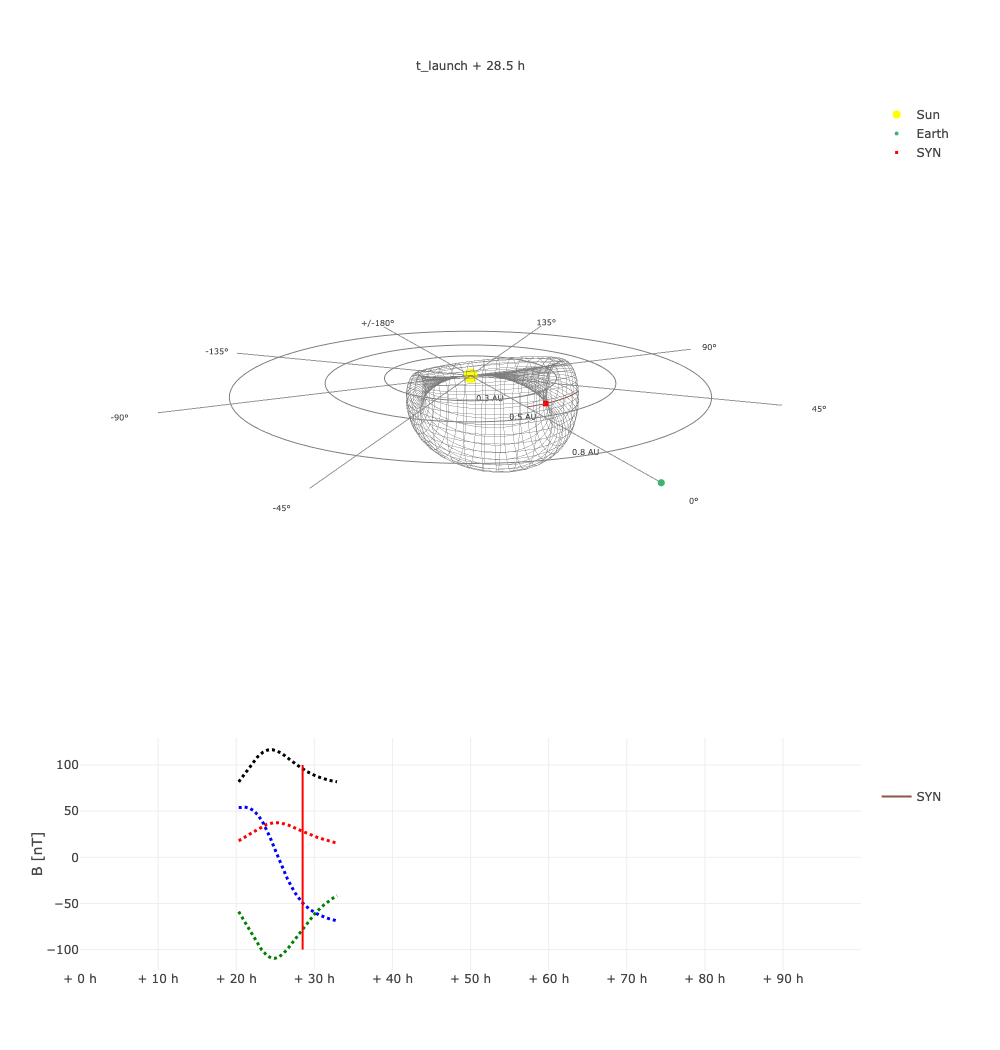 t_launch + 28.5 h
Sun
Earth
SYN
+/-180°
135°
-135°
90°
-90°
45°
-45°
0°
0.3 AU
0.5 AU
0.8 AU
100
50
0
−50
−100
B [nT]
+ 0 h
+ 10 h
+ 20 h
+ 30 h
+ 40 h
+ 50 h
+ 60 h
+ 70 h
+ 80 h
+ 90 h
SYN